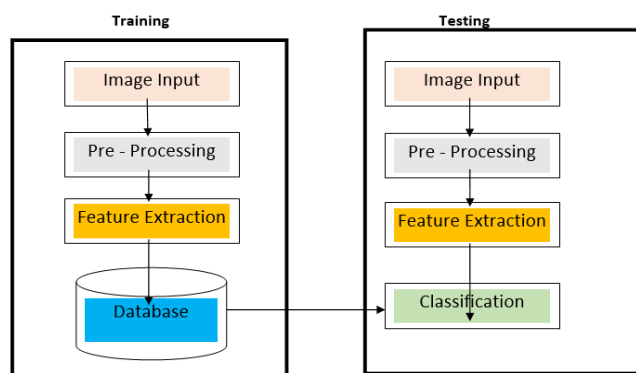 Training
Image Input
Pre - Processing
Feature Extraction
Database
Testing
Image Input
Pre - Processing
Feature Extraction
Classification